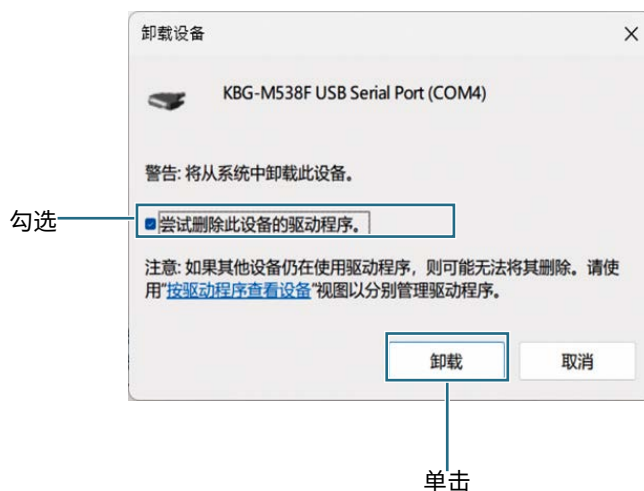 卸载设备
KBG-M538F USB Serial Port (COM4)
警告: 将从系统中卸载此设备。
勾选
尝试删除此设备的驱动程序。
注意: 如果其他设备仍在使用驱动程序，则可能无法将其删除。请使
用“按驱动程序查看设备”视图以分别管理驱动程序。
卸载 取消
单击